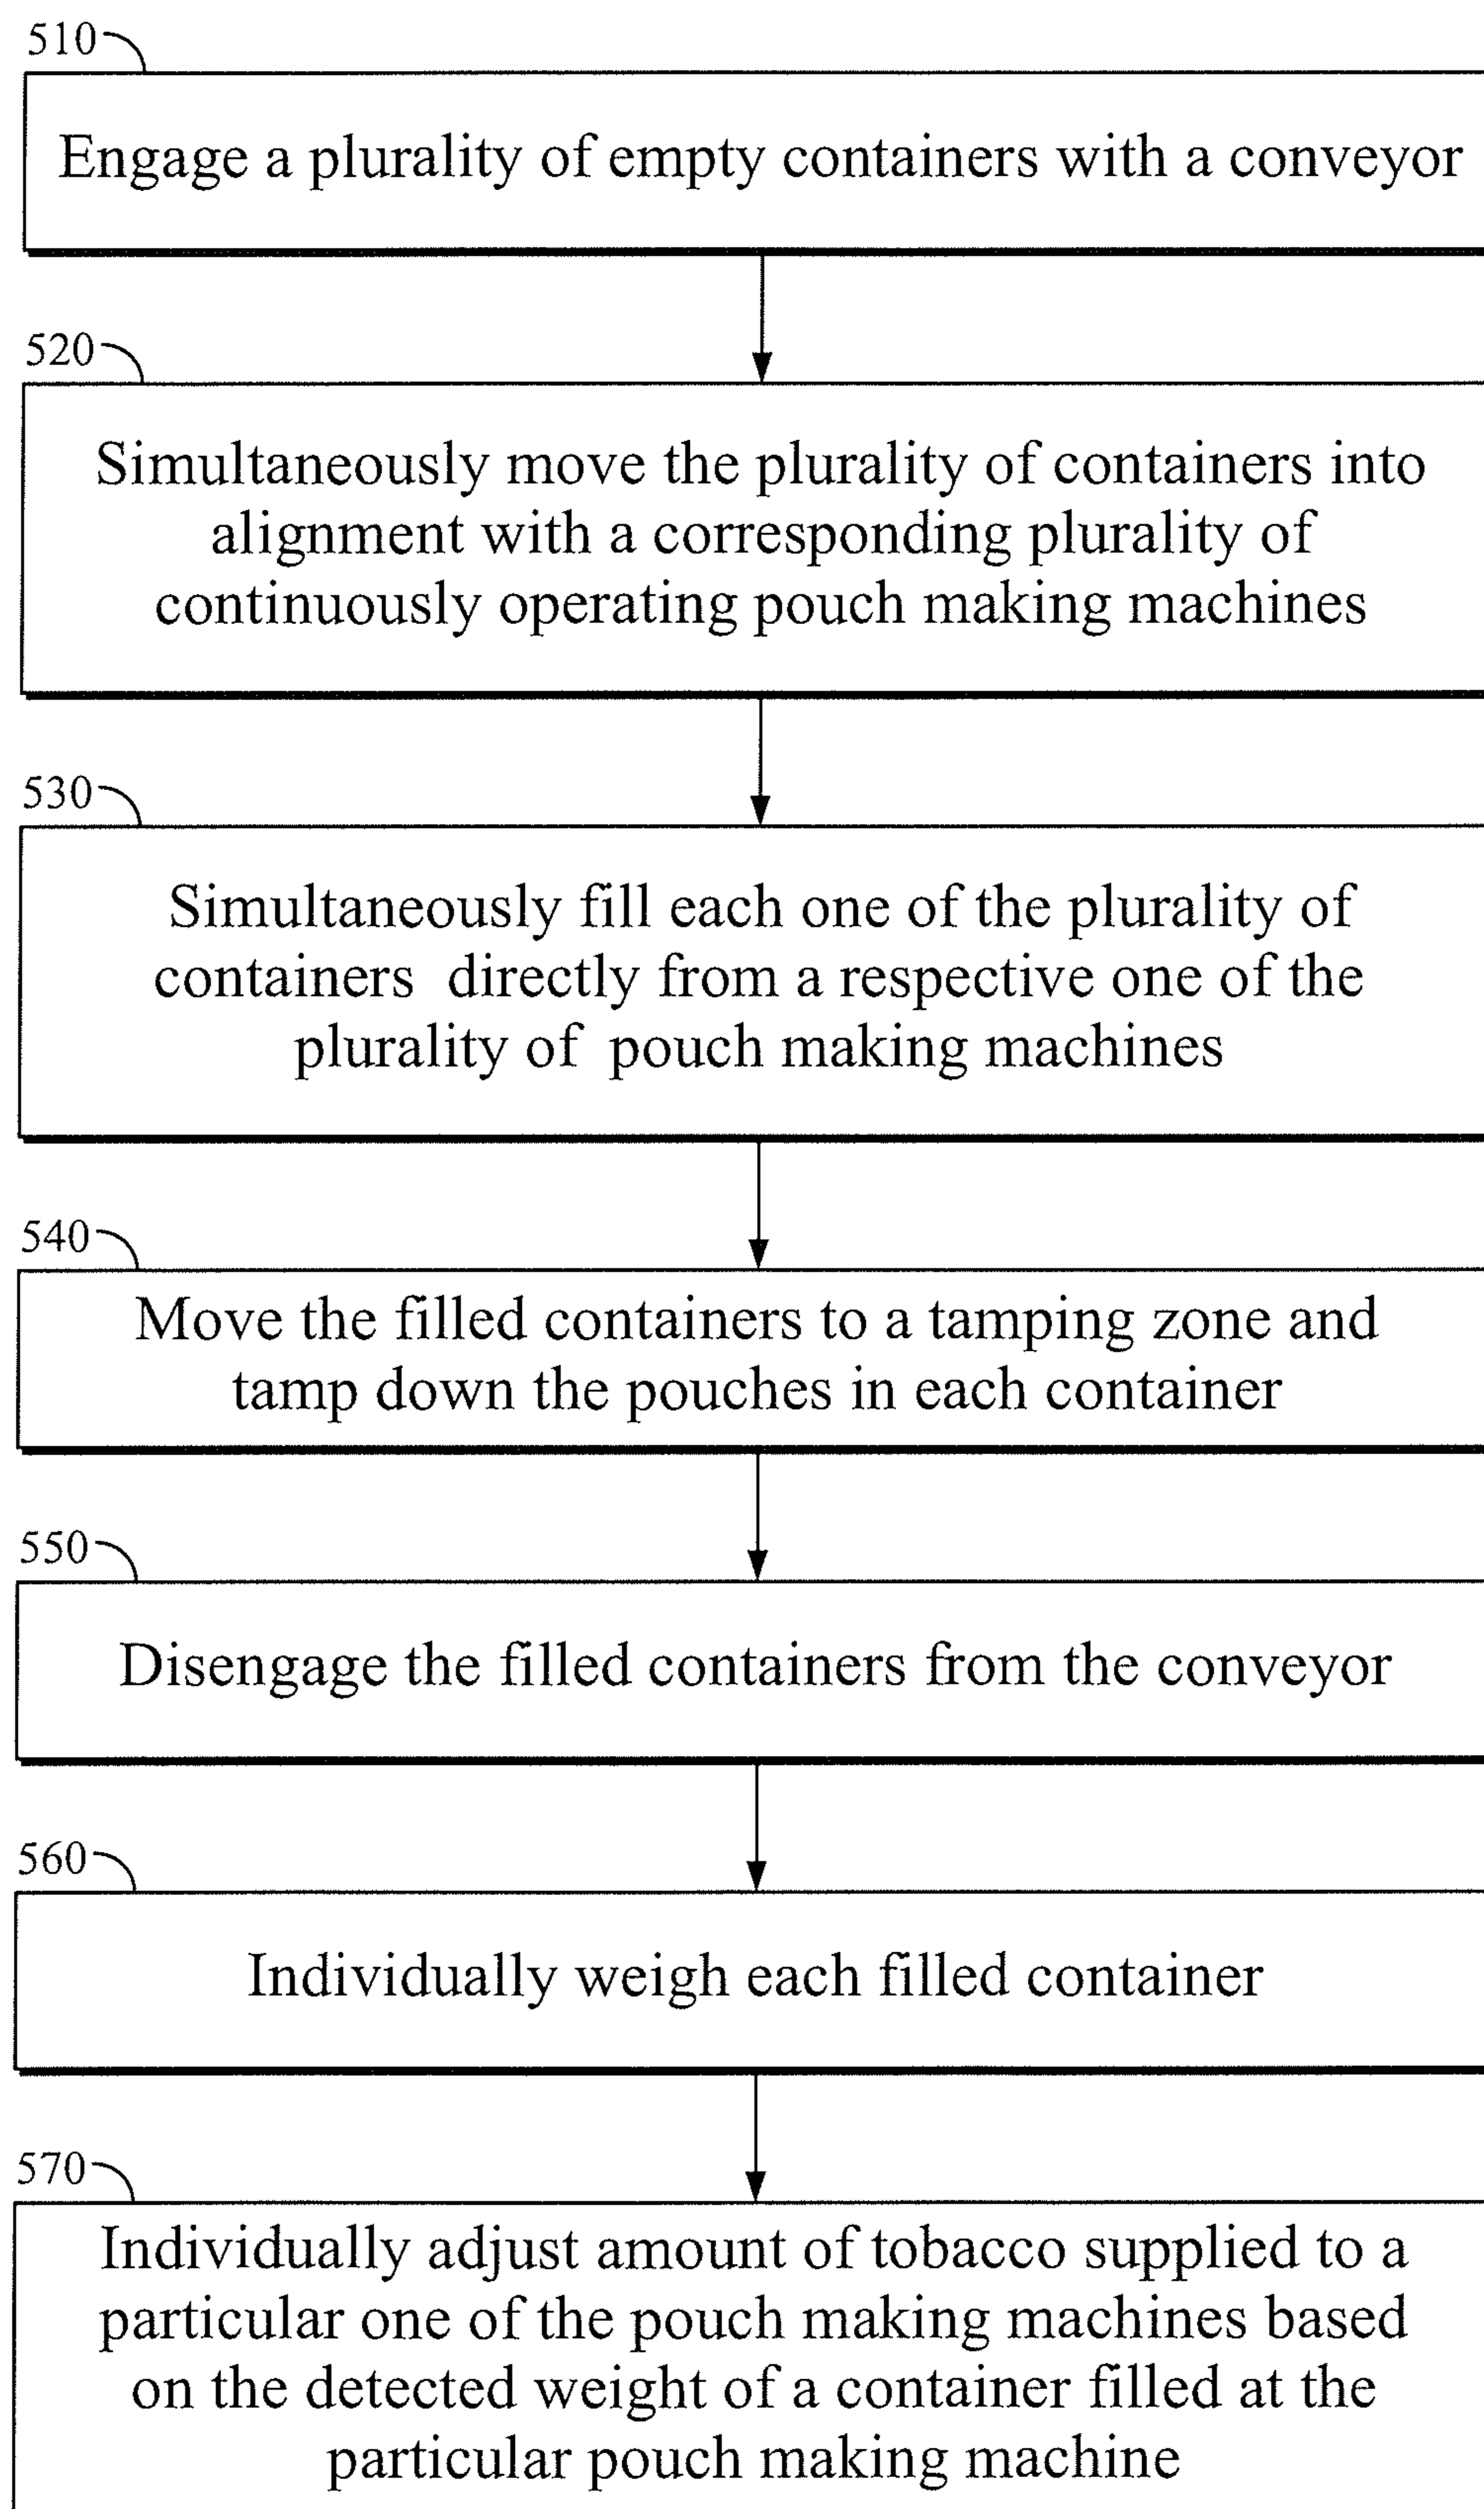 510
Engage a plurality of empty containers with a conveyor
520
Simultaneously move the plurality of containers into
alignment with a corresponding plurality of
continuously operating pouch making machines
530
Simultaneously fill each one of the plurality of
containers directly from a respective one of the
plurality of pouch making machines
540
Move the filled containers to a tamping zone and
tamp down the pouches in each container
550
Disengage the filled containers from the conveyor
560
Individually weigh each filled container
570
Individually adjust amount of tobacco supplied to a
particular one of the pouch making machines based
on the detected weight of a container filled at the
particular pouch making machine